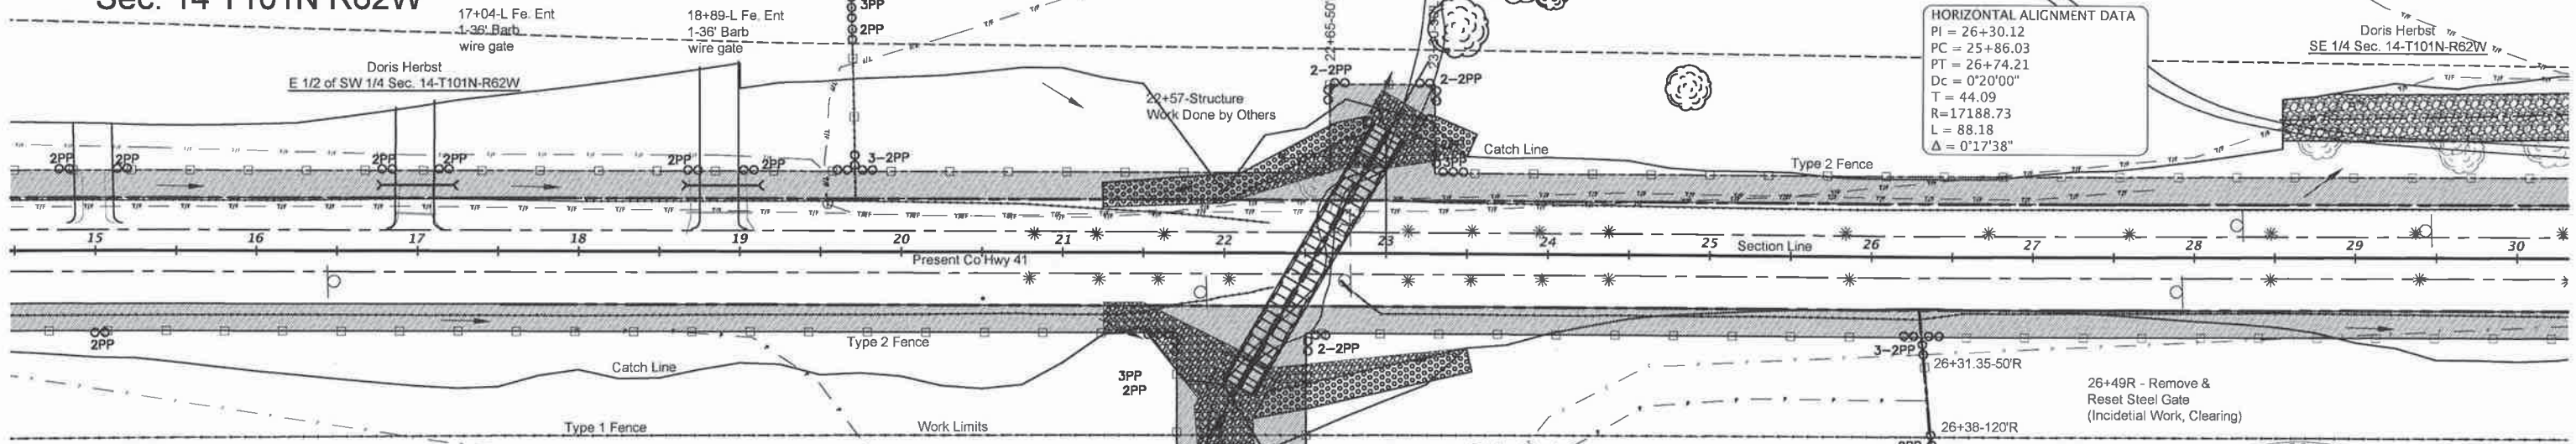 Sec. 14-T101N-R62W
17+04-L Fe. Ent
1-36' Barb
wire gate
18+89-L Fe. Ent
1-36' Barb
wire gate
3PP
2PP
Doris Herbst
E 1/2 of SW 1/4 Sec. 14-T101N-R62W
22+57-Structure
Work Done by Others
22+65-50'
2-2PP
2-2PP
HORIZONTAL ALIGNMENT DATA
PI = 26+30.12
PC = 25+86.03
PT = 26+74.21
Dc = 0°20'00"
T = 44.09
R=17188.73
L = 88.18
Δ = 0°17'38"
Doris Herbst
SE 1/4 Sec. 14-T101N-R62W
2PP
2PP
2PP
2PP
2PP
2PP
3-2PP
3PP
Catch Line
Type 2 Fence
15 16 17 18 19 20 21 22 23 24 25 26 27 28 29 30
Section Line
Present Co Hwy 41
2PP
Type 2 Fence
Catch Line
2-2PP
3PP
2PP
3-2PP
26+31.35-50'R
26+49R - Remove &
Reset Steel Gate
(Incidetial Work, Clearing)
Type 1 Fence
Work Limits
26+38-120'R